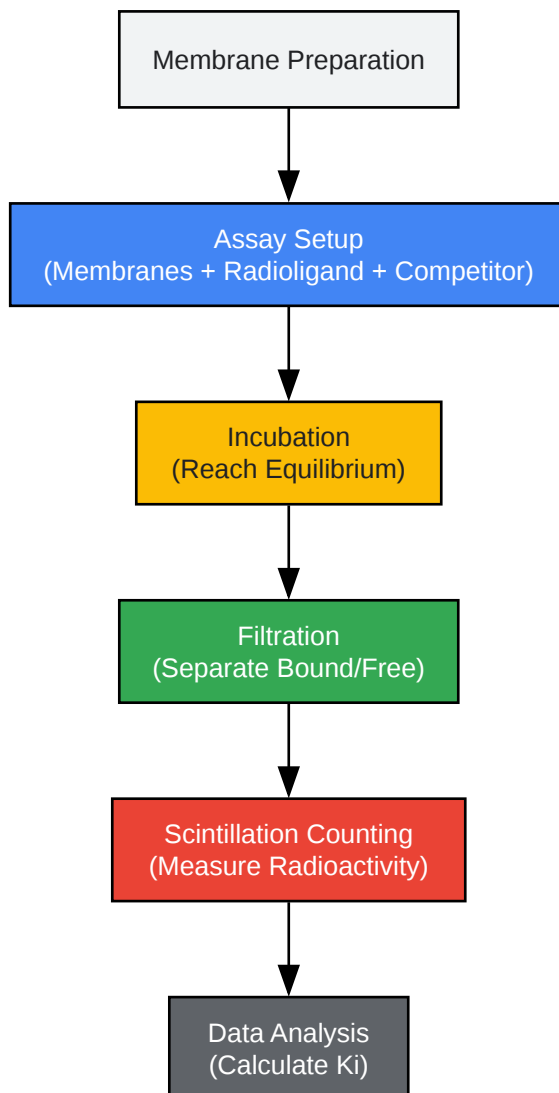 Membrane Preparation
Assay Setup
(Membranes + Radioligand + Competitor)
Incubation
(Reach Equilibrium)
Filtration
(Separate Bound/Free)
Scintillation Counting
(Measure Radioactivity)
Data Analysis
(Calculate Ki)